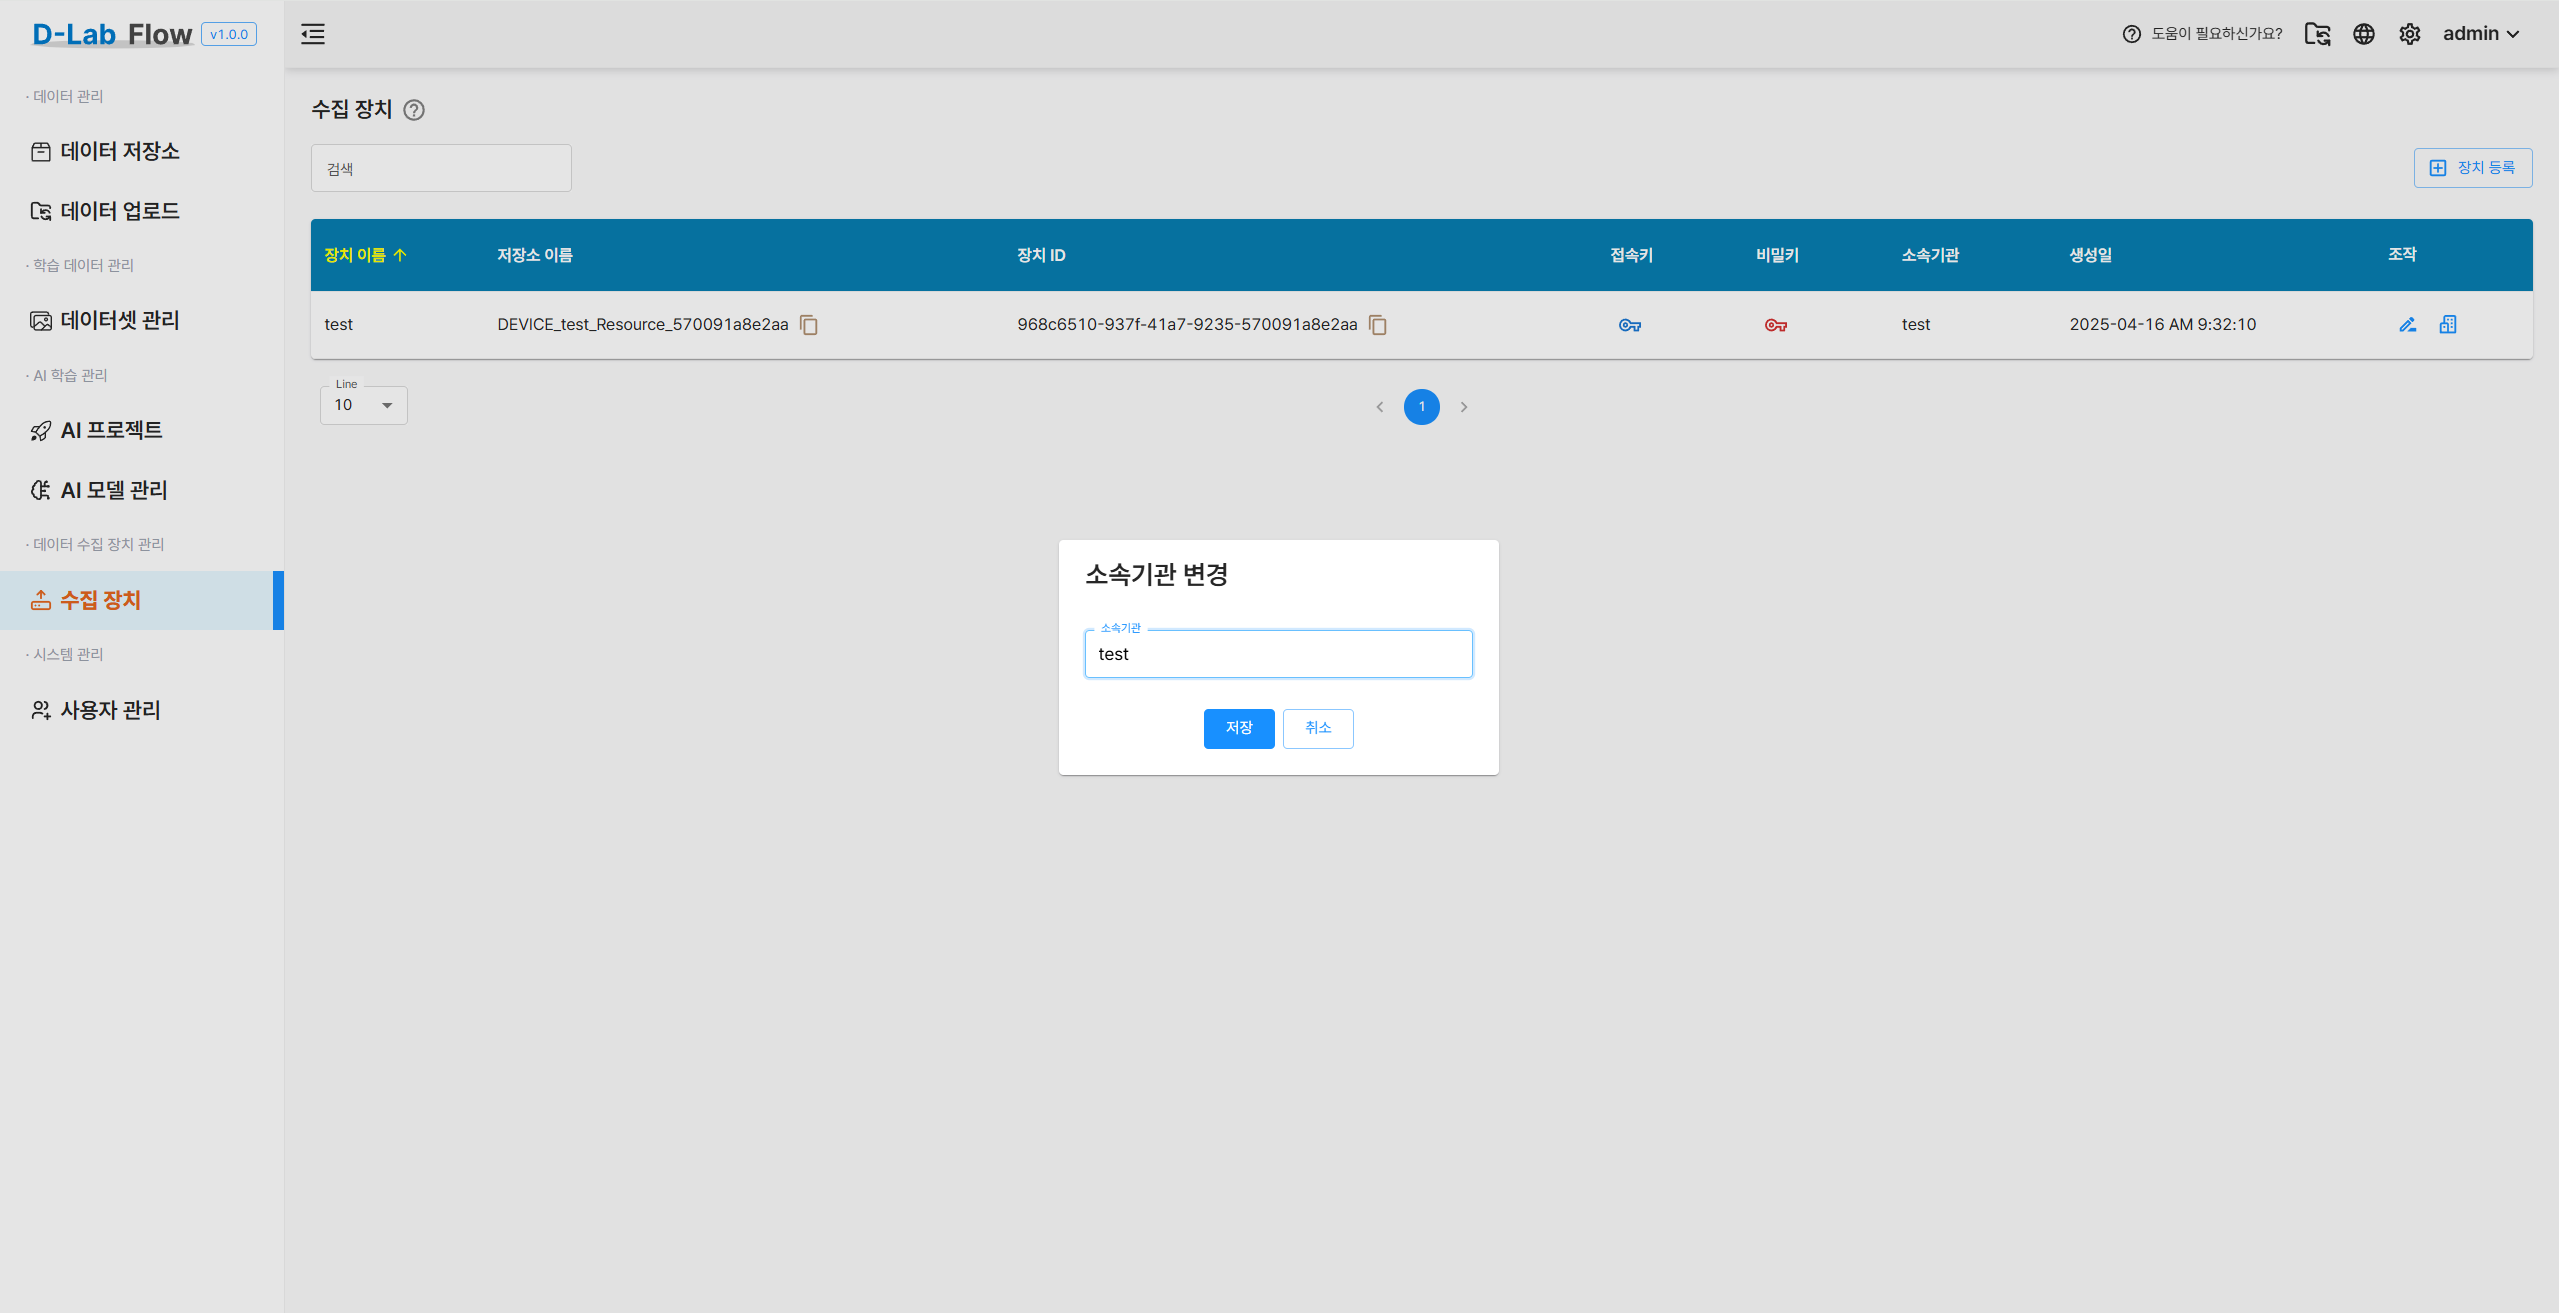 D-Lab Flow v1.0.0
도움이 필요하신가요?
admin
· 데이터 관리
데이터 저장소
데이터 업로드
· 학습 데이터 관리
데이터셋 관리
· AI 학습 관리
AI 프로젝트
AI 모델 관리
· 데이터 수집 장치 관리
수집 장치
· 시스템 관리
사용자 관리
수집 장치
검색
장치 등록
장치 이름 저장소 이름 장치 ID 접속키 비밀키 소속기관 생성일 조작
test DEVICE_test_Resource_570091a8e2aa 968c6510-937f-41a7-9235-570091a8e2aa test 2025-04-16 AM 9:32:10
Line
10
1
소속기관 변경
소속기관
test
저장 취소